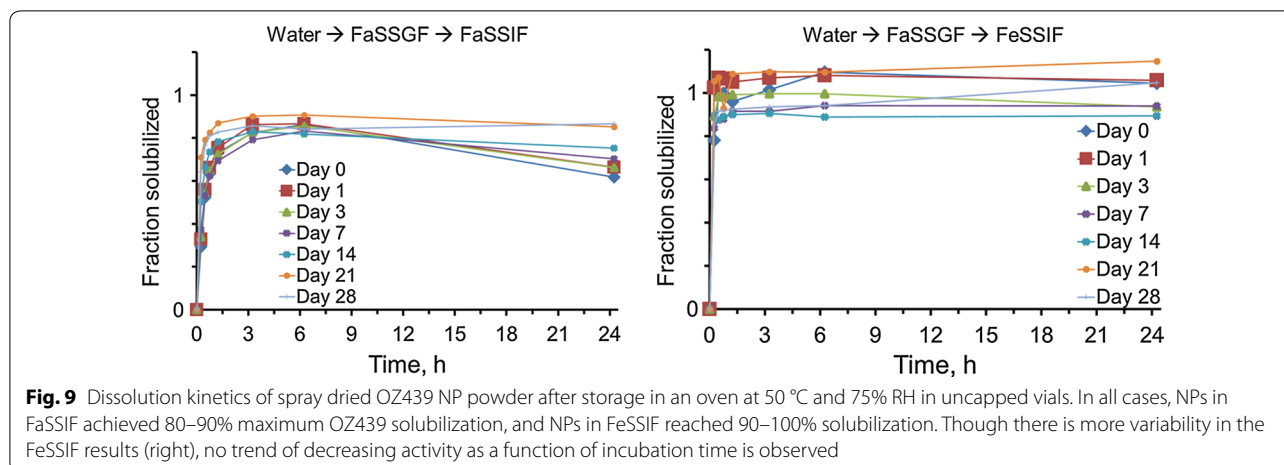 Water → FaSSGF → FaSSIF
Fraction solubilized
1
0
Day 0
Day 1
Day 3
Day 7
Day 14
Day 21
Day 28
0 3 6 9 12 15 18 21 24
Time, h
Water → FaSSGF → FeSSIF
Fraction solubilized
1
0
Day 0
Day 1
Day 3
Day 7
Day 14
Day 21
Day 28
0 3 6 9 12 15 18 21 24
Time, h
Fig. 9 Dissolution kinetics of spray dried OZ439 NP powder after storage in an oven at 50 °C and 75% RH in uncapped vials. In all cases, NPs in
FaSSIF achieved 80–90% maximum OZ439 solubilization, and NPs in FeSSIF reached 90–100% solubilization. Though there is more variability in the
FeSSIF results (right), no trend of decreasing activity as a function of incubation time is observed